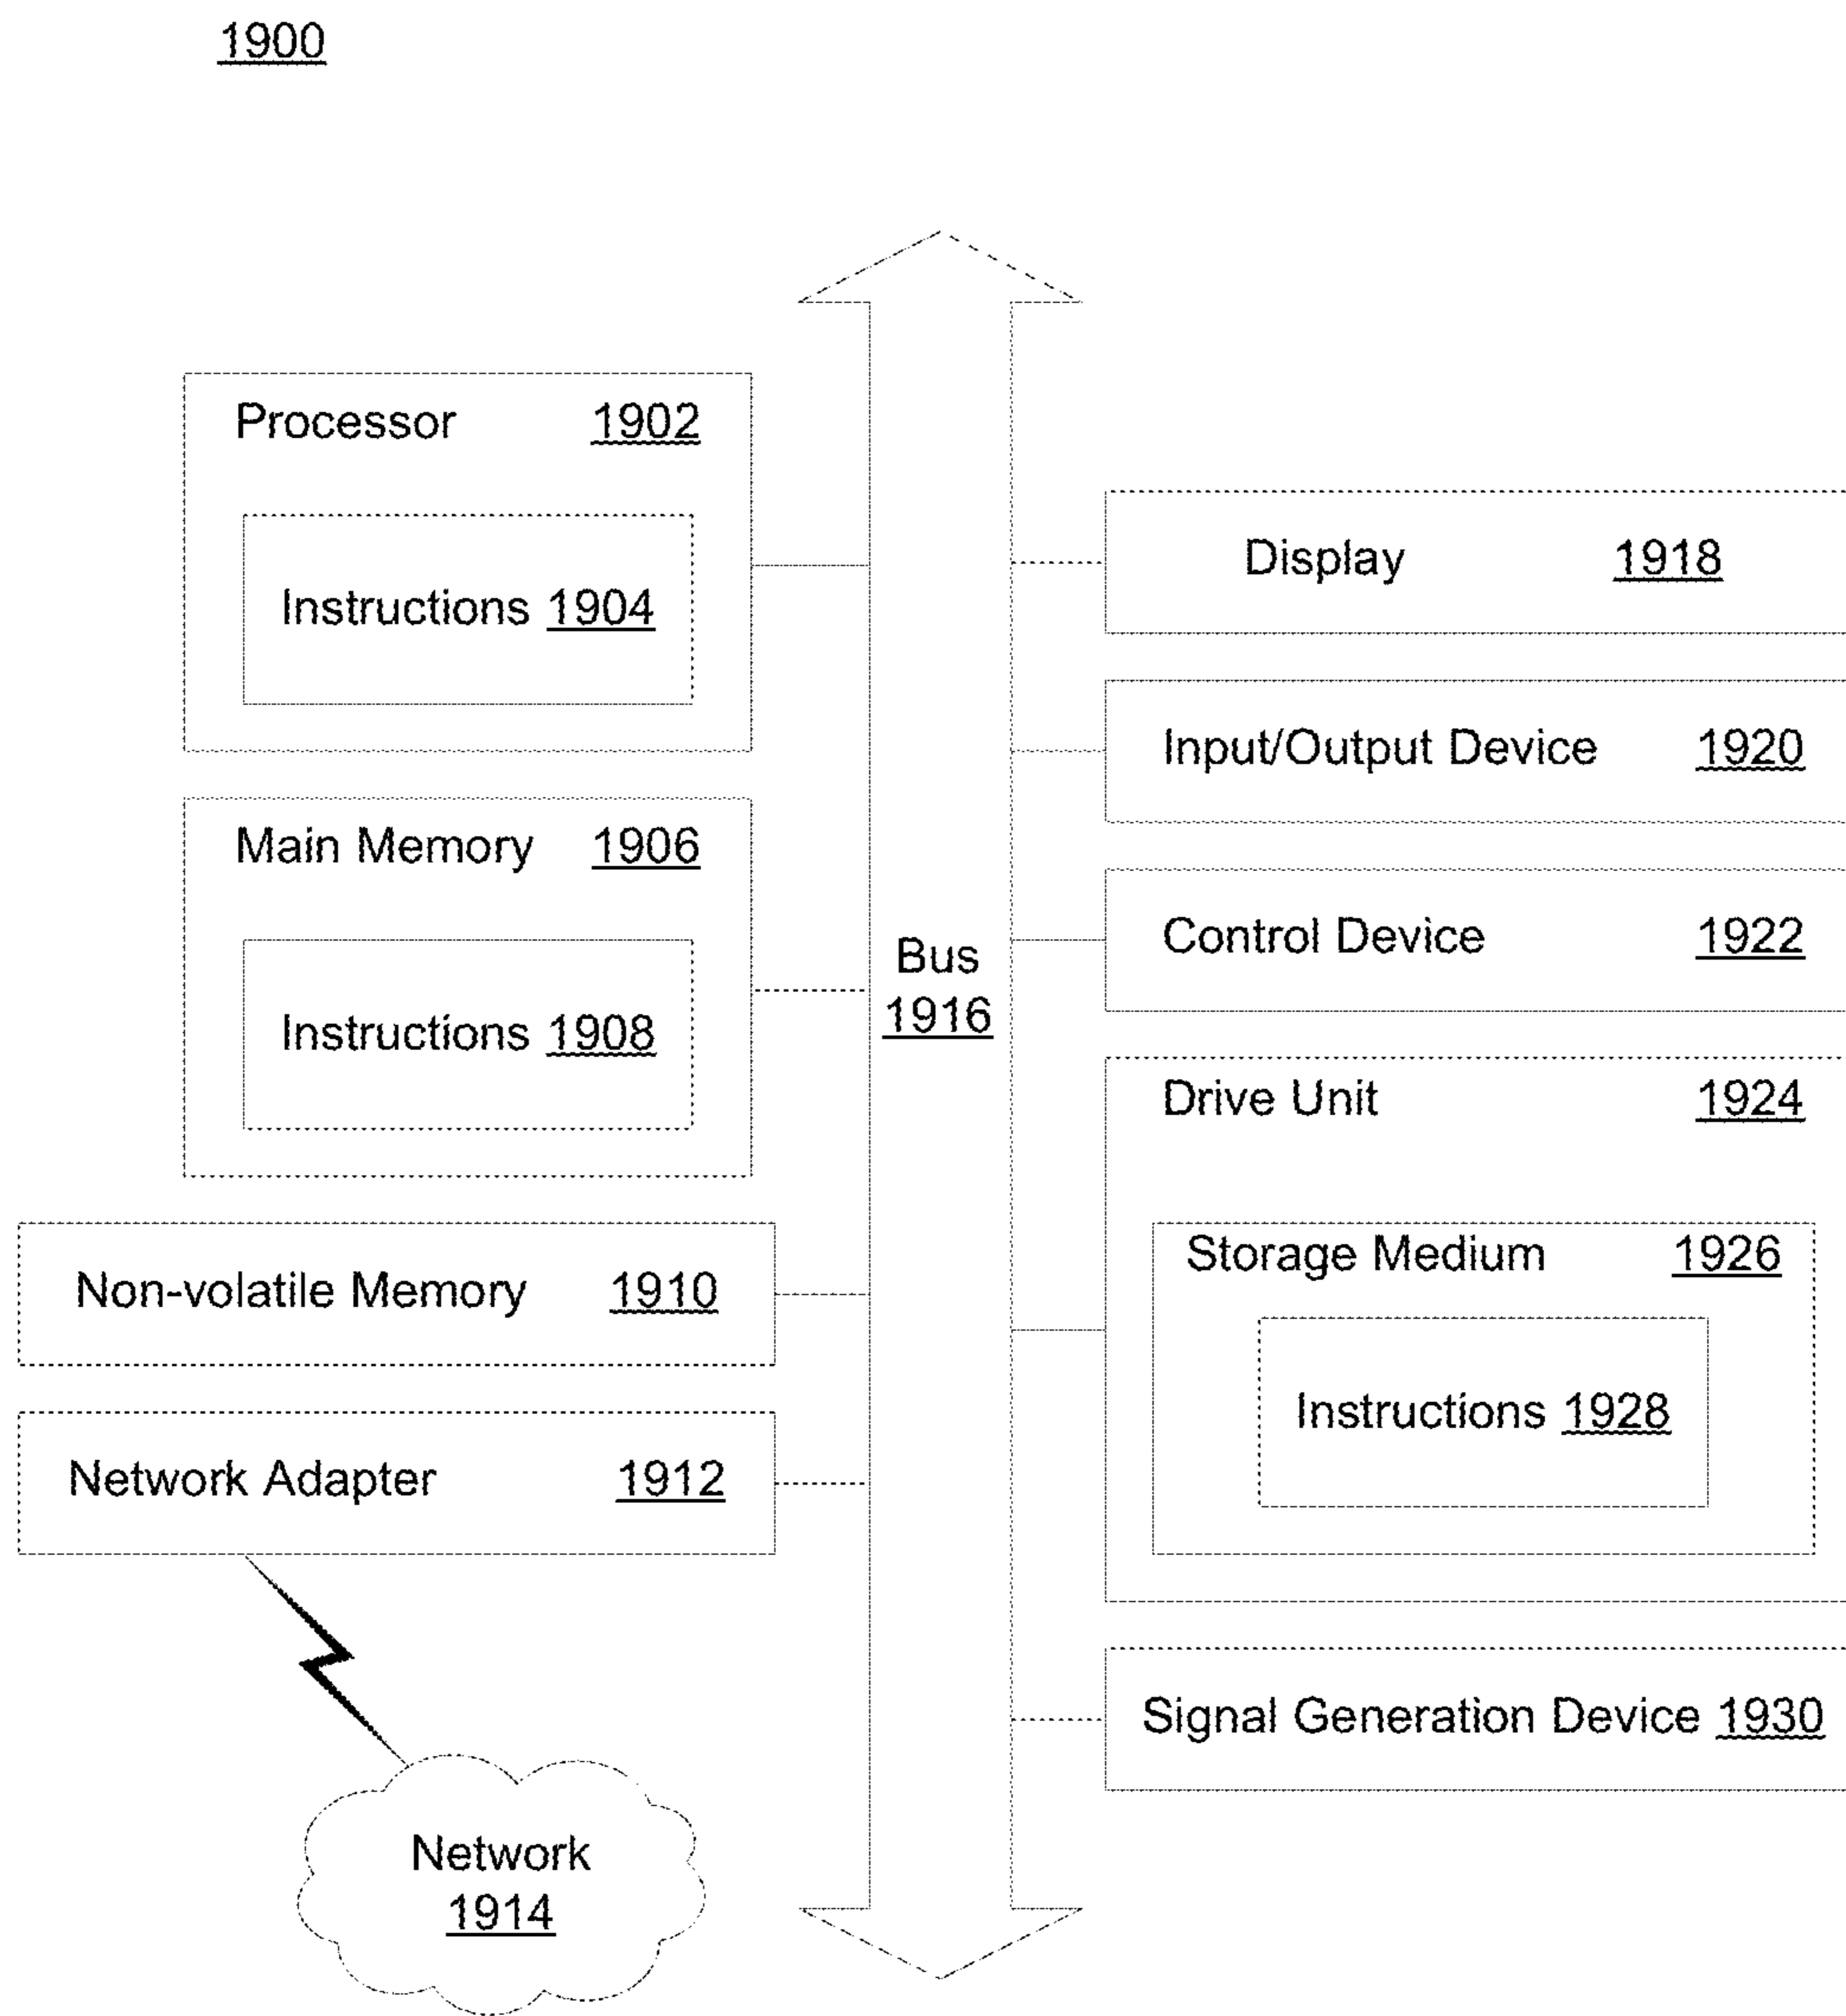 1900
Processor 1902
Instructions 1904
Main Memory 1906
Instructions 1908
Non-volatile Memory 1910
Network Adapter 1912
Network
1914
Bus
1916
Display 1918
Input/Output Device 1920
Control Device 1922
Drive Unit 1924
Storage Medium 1926
Instructions 1928
Signal Generation Device 1930